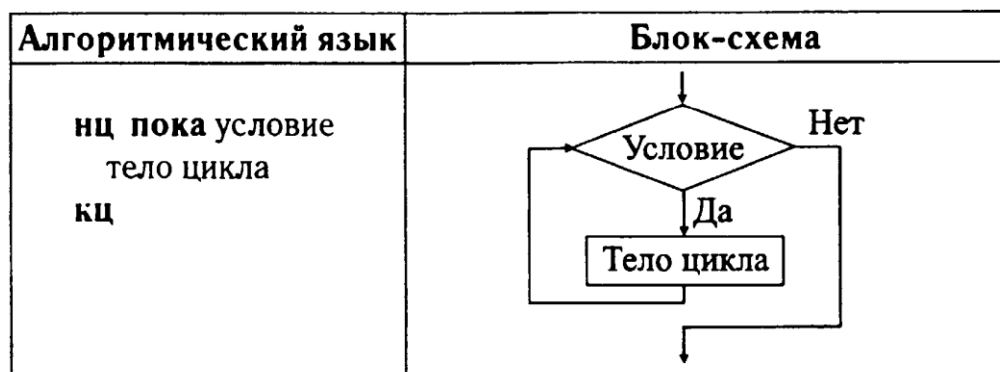 Алгоритмический язык
Блок-схема
нц пока условие
тело цикла
кц
Условие
Нет
Да
Тело цикла